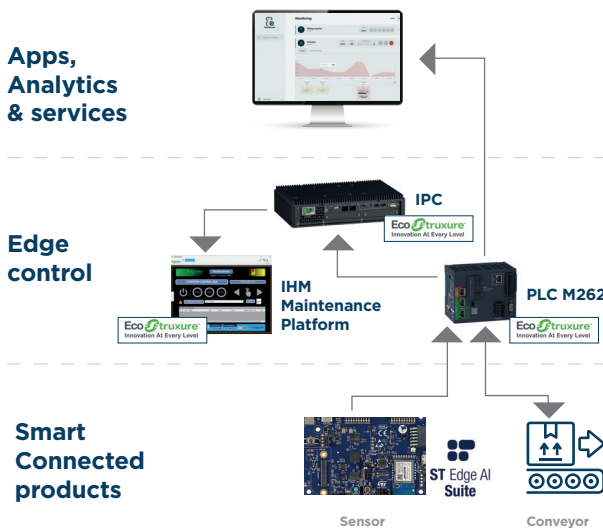 Monitoring
Apps,
Analytics
& services
IPC
EcoStruxure
Innovation At Every Level
Edge
control
IHM
Maintenance
Platform
PLC M262
EcoStruxure
Innovation At Every Level
EcoStruxure
Innovation At Every Level
Smart
Connected
products
ST Edge AI
Suite
Sensor
Conveyor